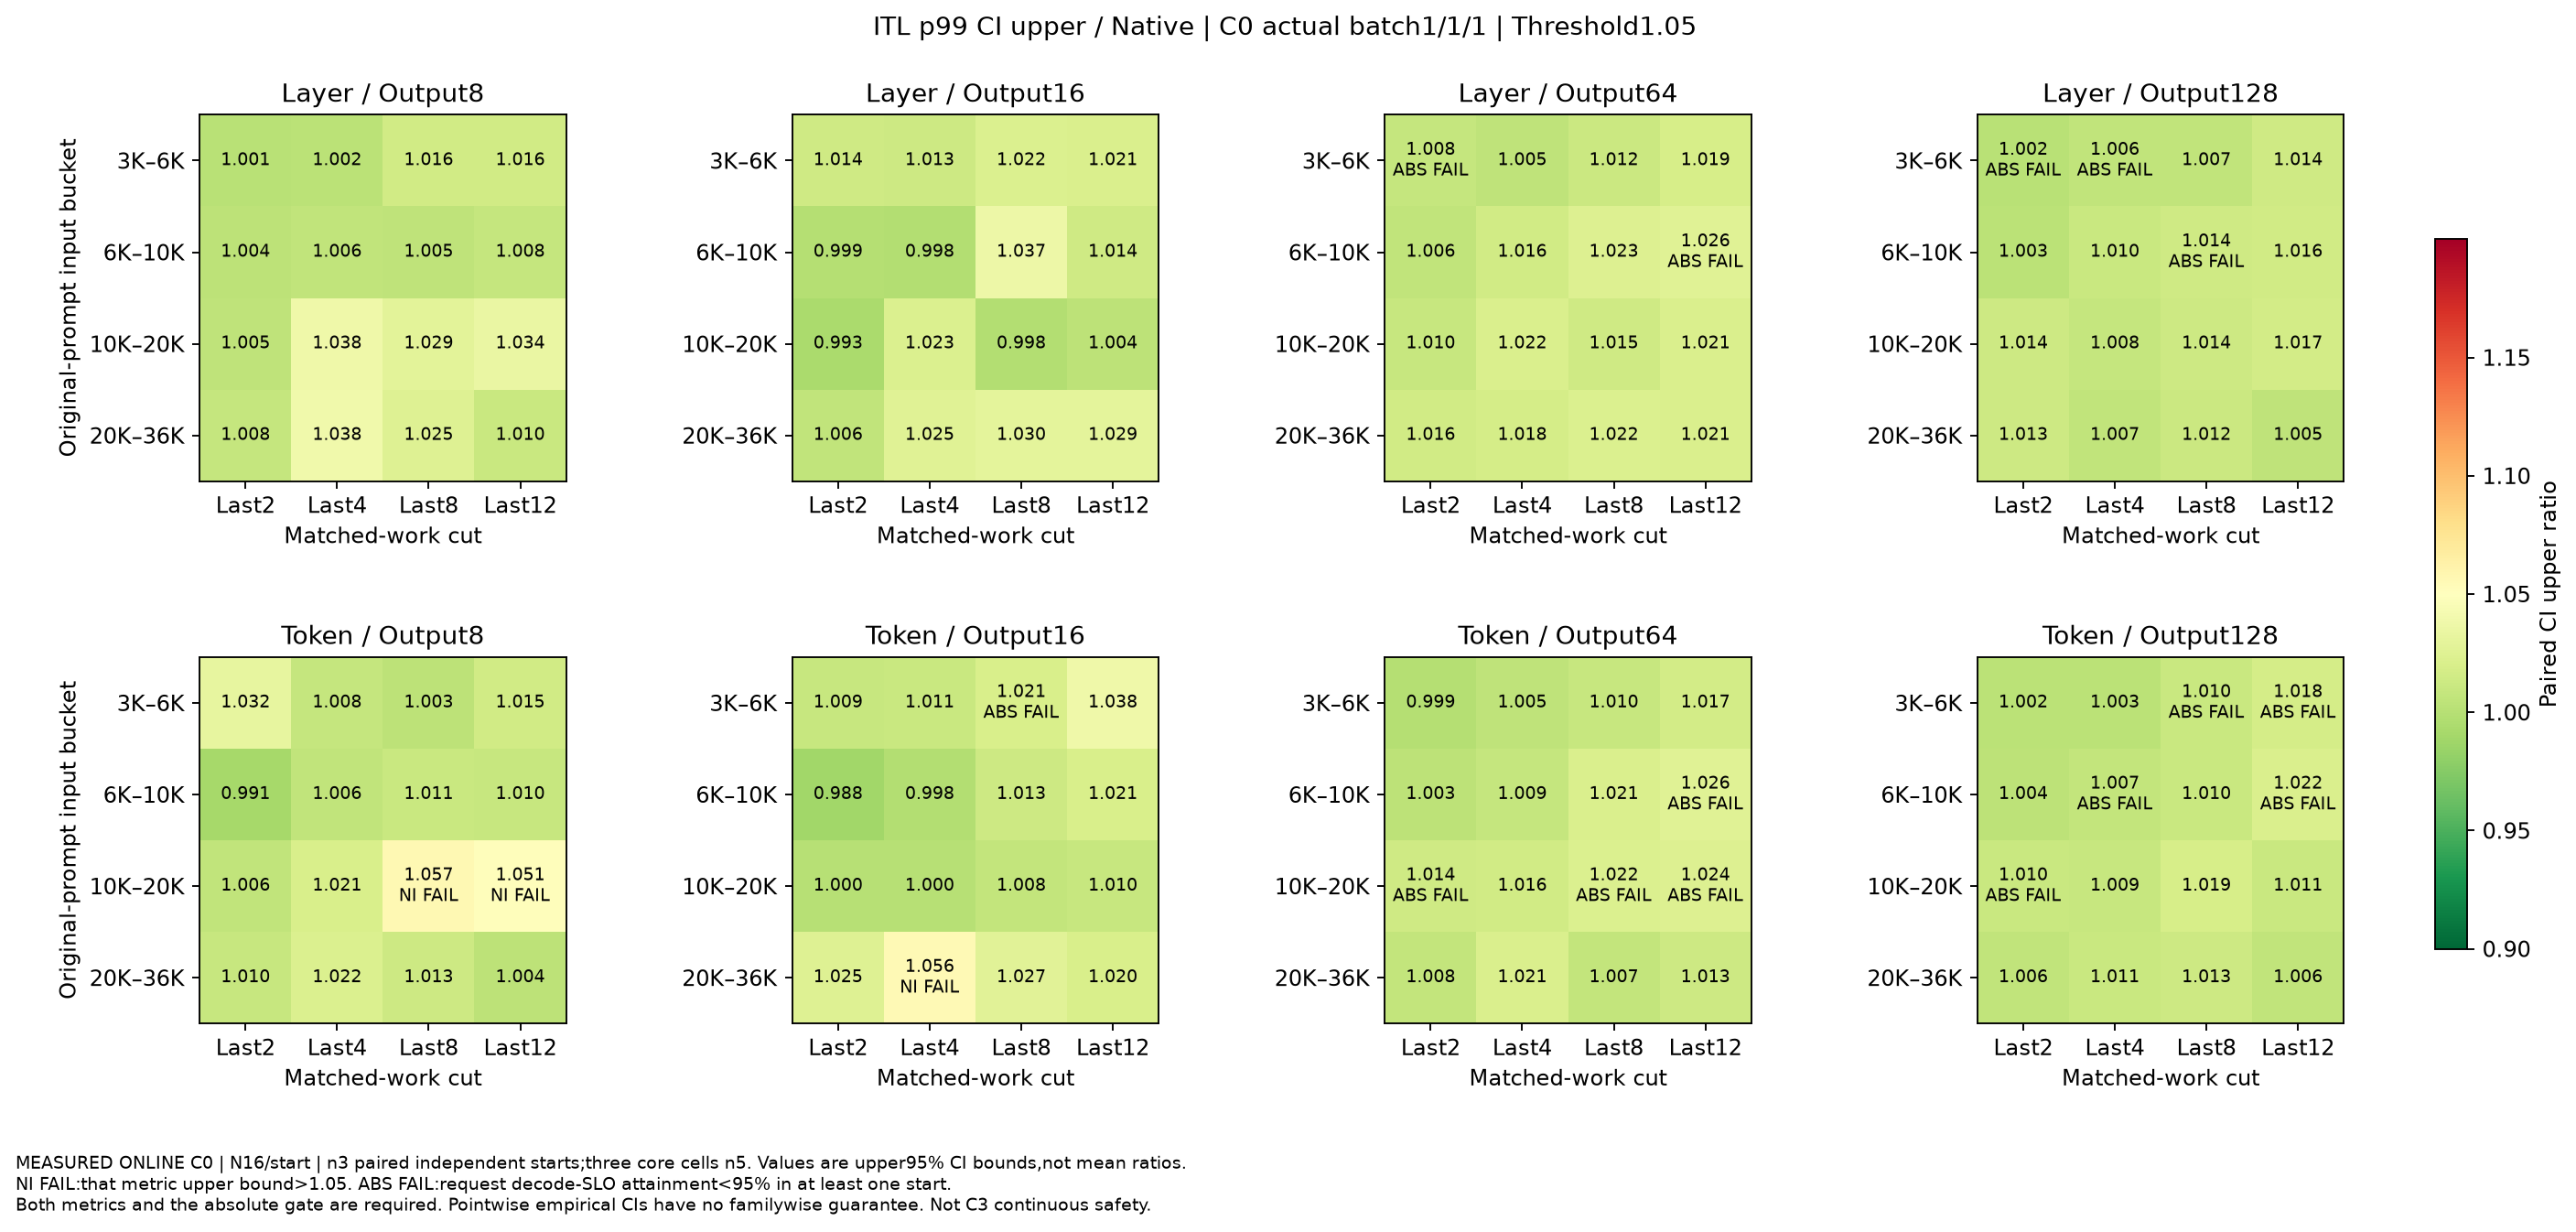 ITL p99 CI upper / Native | C0 actual batch1/1/1 | Threshold1.05
Layer / Output8
Original-prompt input bucket
3K–6K 1.001 1.002 1.016 1.016
6K–10K 1.004 1.006 1.005 1.008
10K–20K 1.005 1.038 1.029 1.034
20K–36K 1.008 1.038 1.025 1.010
Last2 Last4 Last8 Last12
Matched-work cut
Layer / Output16
3K–6K 1.014 1.013 1.022 1.021
6K–10K 0.999 0.998 1.037 1.014
10K–20K 0.993 1.023 0.998 1.004
20K–36K 1.006 1.025 1.030 1.029
Last2 Last4 Last8 Last12
Matched-work cut
Layer / Output64
3K–6K 1.008 1.005 1.012 1.019
ABS FAIL
6K–10K 1.006 1.016 1.023 1.026
ABS FAIL
10K–20K 1.010 1.022 1.015 1.021
20K–36K 1.016 1.018 1.022 1.021
Last2 Last4 Last8 Last12
Matched-work cut
Layer / Output128
3K–6K 1.002 1.006 1.007 1.014
ABS FAIL ABS FAIL
6K–10K 1.003 1.010 1.014 1.016
ABS FAIL
10K–20K 1.014 1.008 1.014 1.017
20K–36K 1.013 1.007 1.012 1.005
Last2 Last4 Last8 Last12
Matched-work cut
Token / Output8
Original-prompt input bucket
3K–6K 1.032 1.008 1.003 1.015
6K–10K 0.991 1.006 1.011 1.010
10K–20K 1.006 1.021 1.057 1.051
NI FAIL NI FAIL
20K–36K 1.010 1.022 1.013 1.004
Last2 Last4 Last8 Last12
Matched-work cut
Token / Output16
3K–6K 1.009 1.011 1.021 1.038
ABS FAIL
6K–10K 0.988 0.998 1.013 1.021
10K–20K 1.000 1.000 1.008 1.010
20K–36K 1.025 1.056 1.027 1.020
NI FAIL
Last2 Last4 Last8 Last12
Matched-work cut
Token / Output64
3K–6K 0.999 1.005 1.010 1.017
6K–10K 1.003 1.009 1.021 1.026
ABS FAIL
10K–20K 1.014 1.016 1.022 1.024
ABS FAIL ABS FAIL ABS FAIL
20K–36K 1.008 1.021 1.007 1.013
Last2 Last4 Last8 Last12
Matched-work cut
Token / Output128
3K–6K 1.002 1.003 1.010 1.018
ABS FAIL ABS FAIL
6K–10K 1.004 1.007 1.010 1.022
ABS FAIL ABS FAIL
10K–20K 1.010 1.009 1.019 1.011
ABS FAIL
20K–36K 1.006 1.011 1.013 1.006
Last2 Last4 Last8 Last12
Matched-work cut
1.15
1.10
1.05
1.00
0.95
0.90
Paired CI upper ratio
MEASURED ONLINE C0 | N16/start | n3 paired independent starts;three core cells n5. Values are upper95% CI bounds,not mean ratios.
NI FAIL:that metric upper bound>1.05. ABS FAIL:request decode-SLO attainment<95% in at least one start.
Both metrics and the absolute gate are required. Pointwise empirical CIs have no familywise guarantee. Not C3 continuous safety.